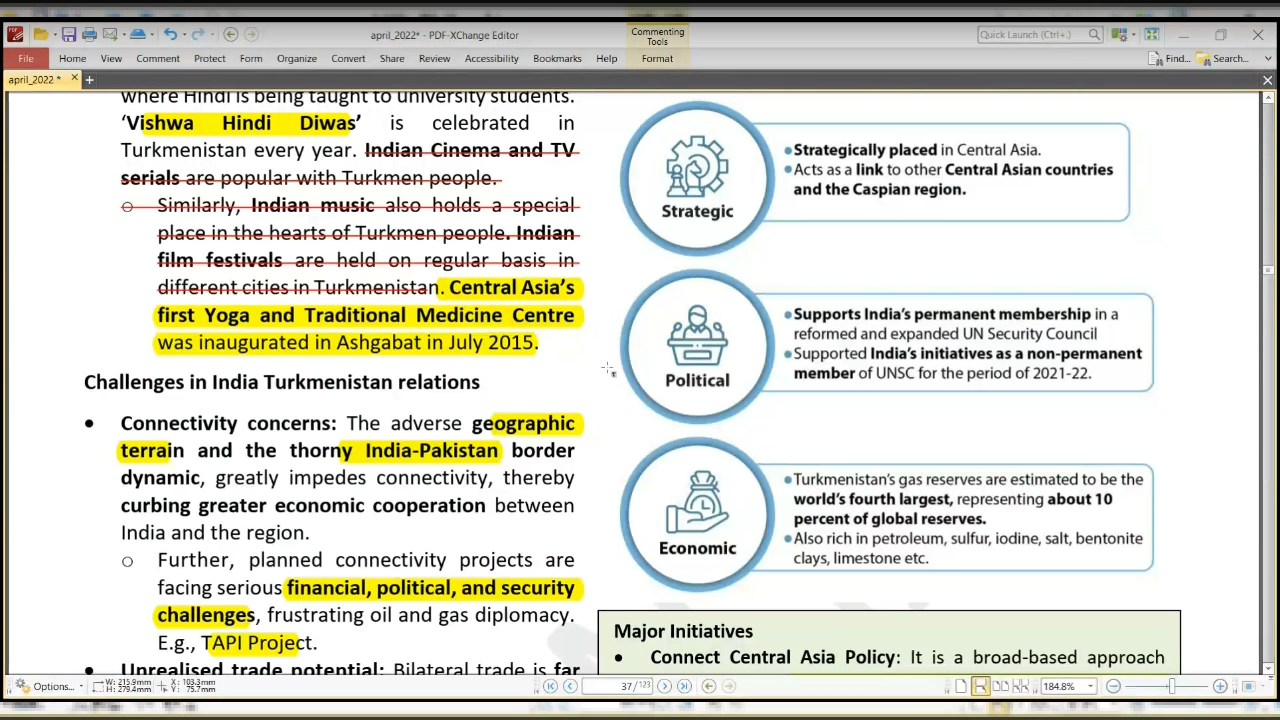 april_2022* - PDF-XChange Editor
Commenting Tools
Quick Launch (Ctrl+.)
File Home View Comment Protect Form Organize Convert Share Review Accessibility Bookmarks Help Format
Find... Search...
april_2022 *
where Hindi is being taught to university students.
‘Vishwa Hindi Diwas’ is celebrated in
Turkmenistan every year. Indian Cinema and TV
serials are popular with Turkmen people.
o Similarly, Indian music also holds a special
place in the hearts of Turkmen people. Indian
film festivals are held on regular basis in
different cities in Turkmenistan. Central Asia’s
first Yoga and Traditional Medicine Centre
was inaugurated in Ashgabat in July 2015.
Challenges in India Turkmenistan relations
• Connectivity concerns: The adverse geographic
terrain and the thorny India-Pakistan border
dynamic, greatly impedes connectivity, thereby
curbing greater economic cooperation between
India and the region.
o Further, planned connectivity projects are
facing serious financial, political, and security
challenges, frustrating oil and gas diplomacy.
E.g., TAPI Project.
• Unrealised trade potential: Bilateral trade is far
Strategic
•Strategically placed in Central Asia.
•Acts as a link to other Central Asian countries
and the Caspian region.
Political
•Supports India’s permanent membership in a
reformed and expanded UN Security Council
•Supported India’s initiatives as a non-permanent
member of UNSC for the period of 2021-22.
Economic
•Turkmenistan’s gas reserves are estimated to be the
world’s fourth largest, representing about 10
percent of global reserves.
•Also rich in petroleum, sulfur, iodine, salt, bentonite
clays, limestone etc.
Major Initiatives
• Connect Central Asia Policy: It is a broad-based approach
Options...
W: 215.9mm
H: 279.4mm
X: 103.3mm
Y: 75.7mm
37 / 123
184.8%